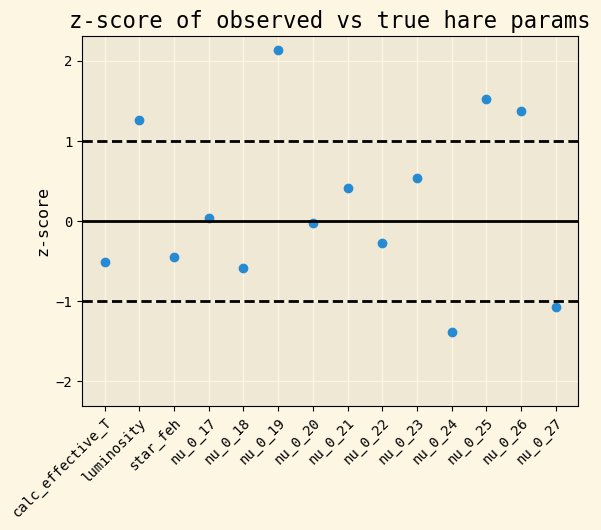 z-score of observed vs true hare params
z-score
2
1
0
−1
−2
calc_effective_T
luminosity
star_feh
nu_0_17
nu_0_18
nu_0_19
nu_0_20
nu_0_21
nu_0_22
nu_0_23
nu_0_24
nu_0_25
nu_0_26
nu_0_27